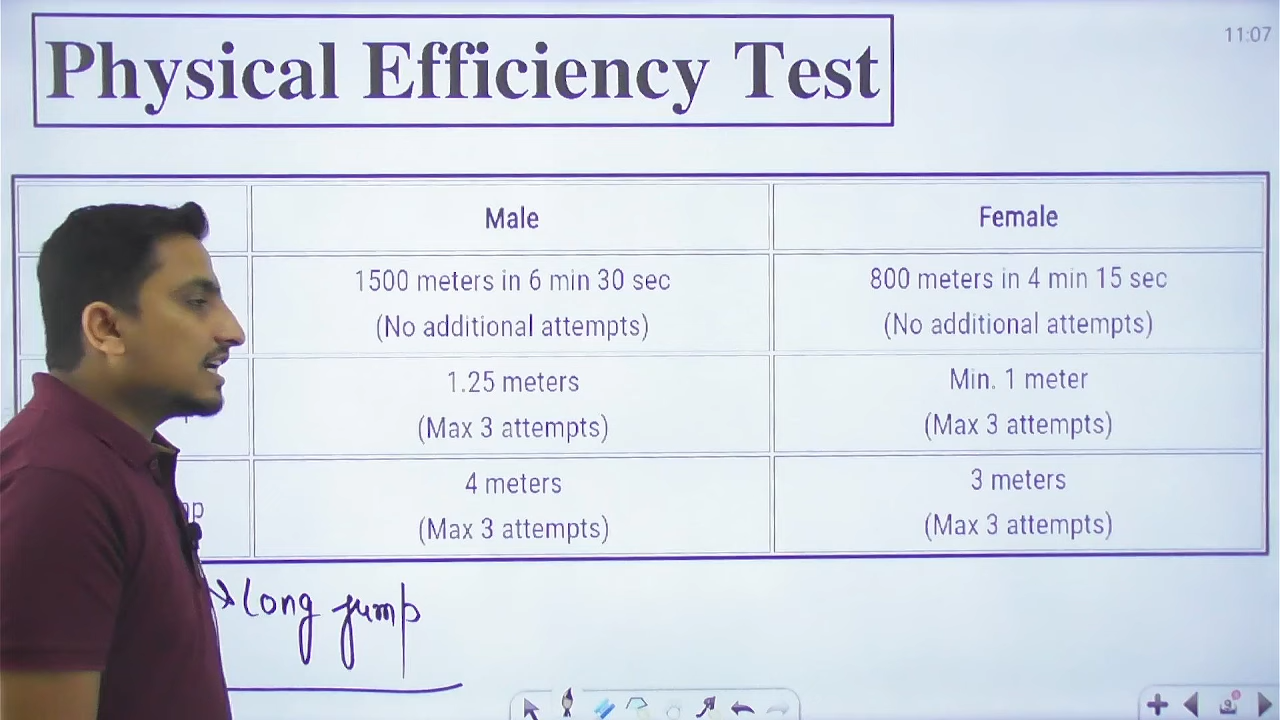 Physical Efficiency Test
11:07
Male
Female
1500 meters in 6 min 30 sec
(No additional attempts)
800 meters in 4 min 15 sec
(No additional attempts)
1.25 meters
(Max 3 attempts)
Min. 1 meter
(Max 3 attempts)
4 meters
(Max 3 attempts)
3 meters
(Max 3 attempts)
Long jump